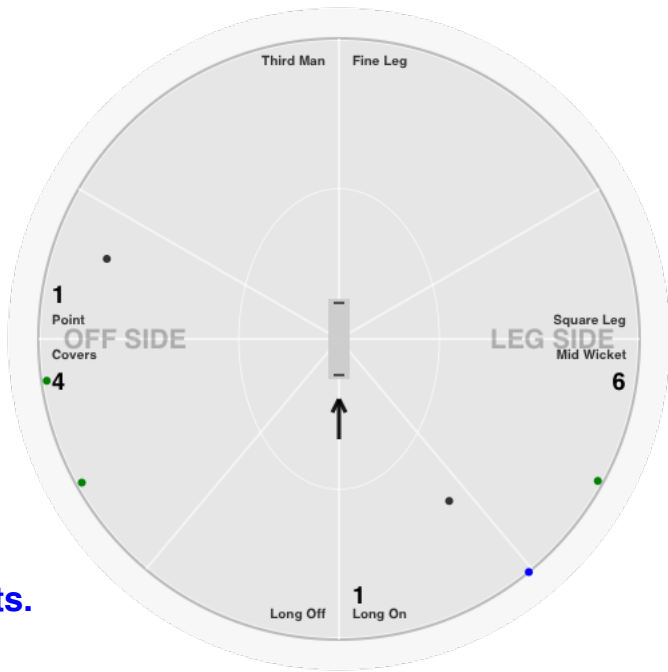 Third Man
Fine Leg
1
Point
OFF SIDE
Covers
4
Square Leg
LEG SIDE
Mid Wicket
6
Long Off
1
Long On
ts.